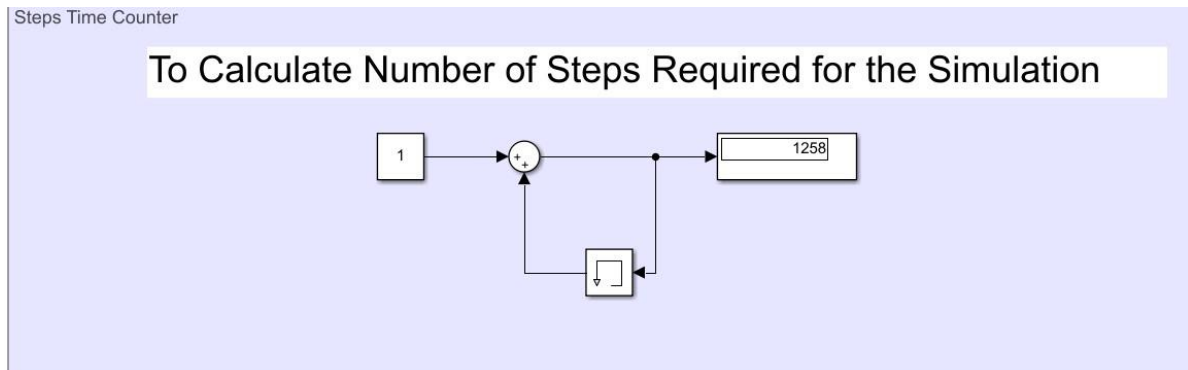 Steps Time Counter
To Calculate Number of Steps Required for the Simulation
1
+
+
1258